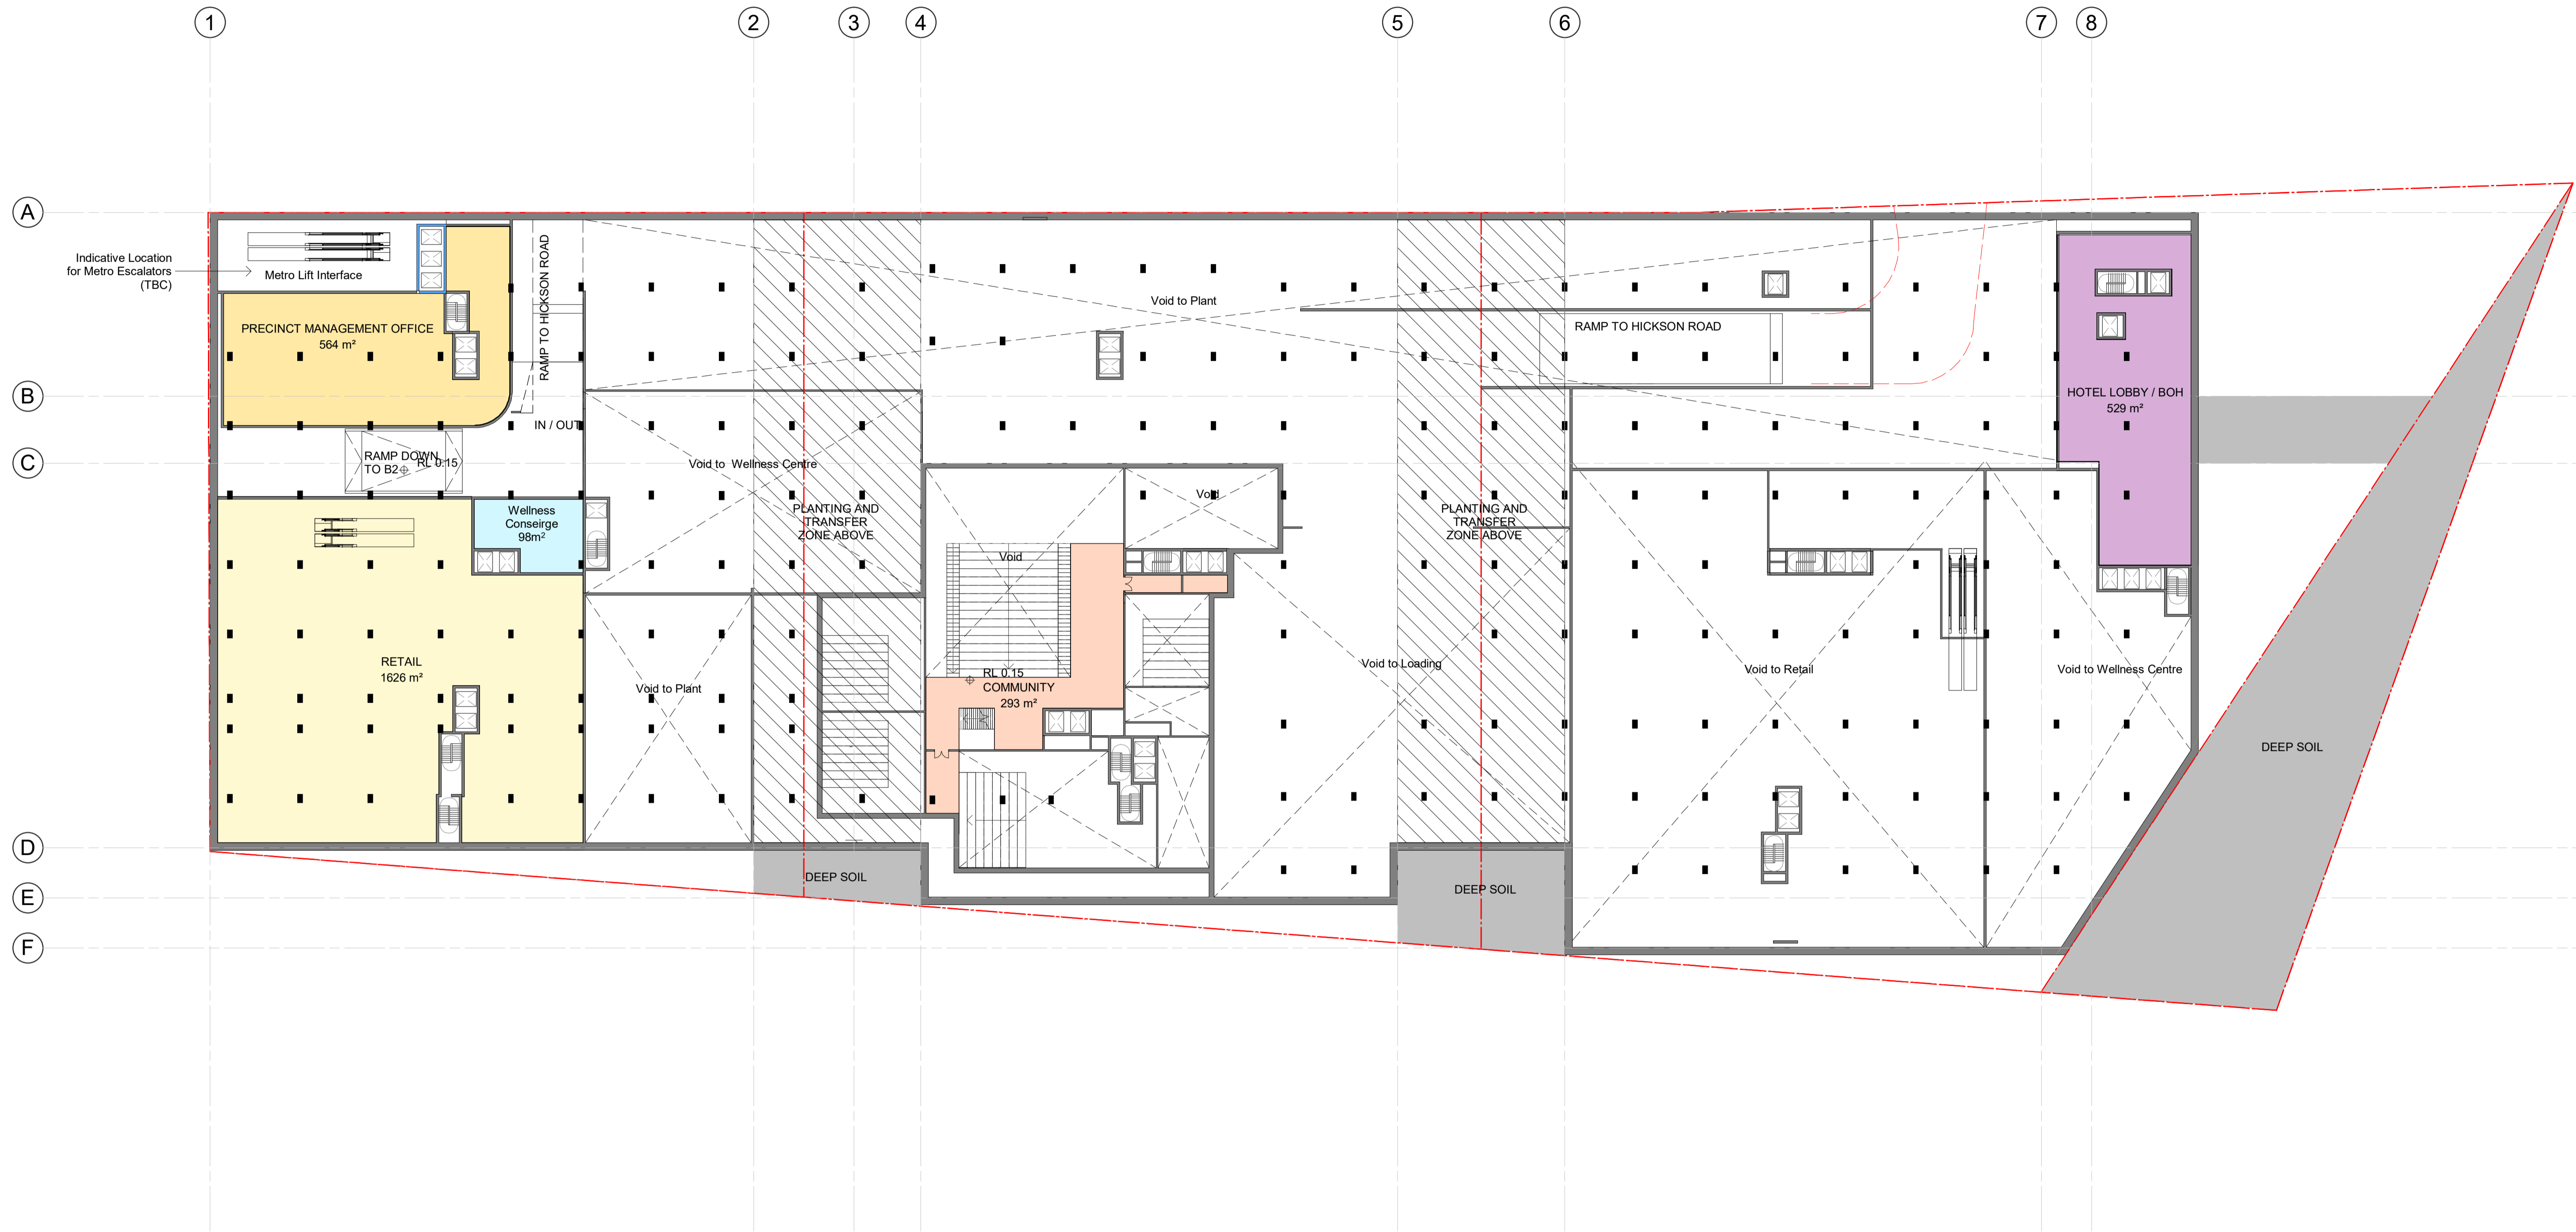 1
2
3
4
5
6
7
8
A
B
C
D
E
F
Indicative Location
for Metro Escalators
(TBC)
Metro Lift Interface
PRECINCT MANAGEMENT OFFICE
564 m²
RAMP TO HICKSON ROAD
IN / OUT
RAMP DOWN
TO B2
RL 0.15
Wellness
Conseirge
98m²
RETAIL
1626 m²
Void to Wellness Centre
Void to Plant
PLANTING AND
TRANSFER
ZONE ABOVE
DEEP SOIL
Void to Plant
Void
Void
RL 0.15
COMMUNITY
293 m²
Void to Loading
PLANTING AND
TRANSFER
ZONE ABOVE
DEEP SOIL
RAMP TO HICKSON ROAD
Void to Retail
HOTEL LOBBY / BOH
529 m²
Void to Wellness Centre
DEEP SOIL